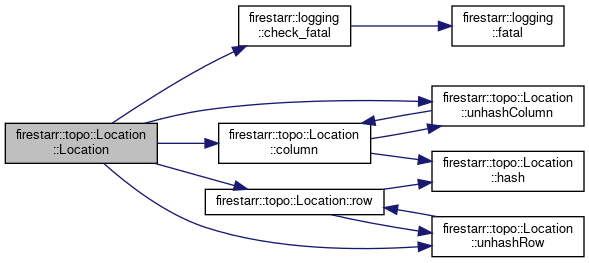 firestarr::logging
::check_fatal
firestarr::logging
::fatal
firestarr::topo::Location
::unhashColumn
firestarr::topo::Location
::Location
firestarr::topo::Location
::column
firestarr::topo::Location
::hash
firestarr::topo::Location::row
firestarr::topo::Location
::unhashRow